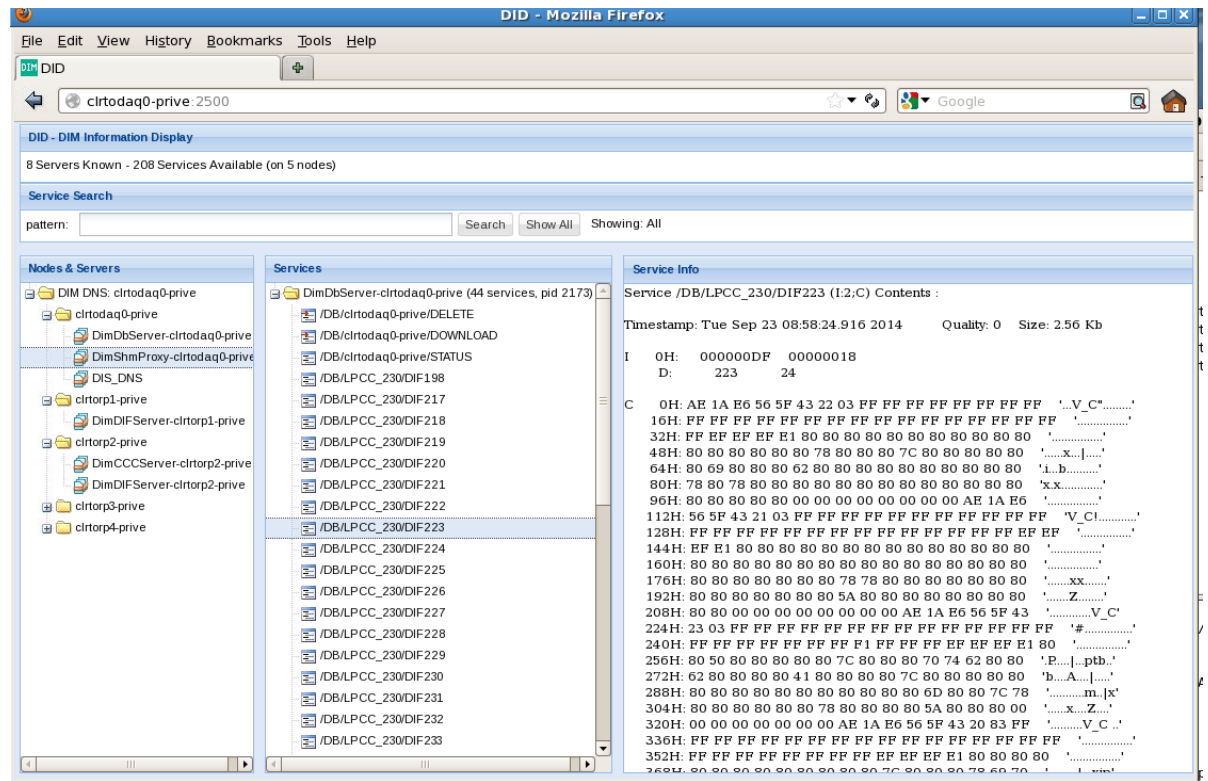 DID - Mozilla Firefox
File Edit View History Bookmarks Tools Help
DIM DID
clrtodaq0-prive:2500
Google
DID - DIM Information Display
8 Servers Known - 208 Services Available (on 5 nodes)
Service Search
pattern:
Search
Show All
Showing: All
Nodes & Servers
DIM DNS: clrtodaq0-prive
clrtodaq0-prive
DimDbServer-clrtodaq0-prive
DimShmProxy-clrtodaq0-prive
DIS_DNS
clrtorp1-prive
DimDIFServer-clrtorp1-prive
clrtorp2-prive
DimCCCServer-clrtorp2-prive
DimDIFServer-clrtorp2-prive
clrtorp3-prive
clrtorp4-prive
Services
DimDbServer-clrtodaq0-prive (44 services, pid 2173)
/DB/clrtodaq0-prive/DELETE
/DB/clrtodaq0-prive/DOWNLOAD
/DB/clrtodaq0-prive/STATUS
/DB/LPCC_230/DIF198
/DB/LPCC_230/DIF217
/DB/LPCC_230/DIF218
/DB/LPCC_230/DIF219
/DB/LPCC_230/DIF220
/DB/LPCC_230/DIF221
/DB/LPCC_230/DIF222
/DB/LPCC_230/DIF223
/DB/LPCC_230/DIF224
/DB/LPCC_230/DIF225
/DB/LPCC_230/DIF226
/DB/LPCC_230/DIF227
/DB/LPCC_230/DIF228
/DB/LPCC_230/DIF229
/DB/LPCC_230/DIF230
/DB/LPCC_230/DIF231
/DB/LPCC_230/DIF232
/DB/LPCC_230/DIF233
Service Info
Service /DB/LPCC_230/DIF223 (I:2;C) Contents :
Timestamp: Tue Sep 23 08:58:24.916 2014 Quality: 0 Size: 2.56 Kb
I 0H: 000000DF 00000018
D: 223 24
C 0H: AE 1A E6 56 5F 43 22 03 FF FF FF FF FF FF FF FF '...V_C".........'
16H: FF FF FF FF FF FF FF FF FF FF FF FF FF FF FF FF '................'
32H: FF EF EF EF E1 80 80 80 80 80 80 80 80 80 80 80 '................'
48H: 80 80 80 80 80 80 78 80 80 80 7C 80 80 80 80 80 '......x...|.....'
64H: 80 69 80 80 80 62 80 80 80 80 80 80 80 80 80 80 '.i...b..........'
80H: 78 80 78 80 80 80 80 80 80 80 80 80 80 80 80 80 'x.x.............'
96H: 80 80 80 80 80 00 00 00 00 00 00 00 00 AE 1A E6 '................'
112H: 56 5F 43 21 03 FF FF FF FF FF FF FF FF FF FF FF 'V_C!............'
128H: FF FF FF FF FF FF FF FF FF FF FF FF FF FF EF EF '................'
144H: EF E1 80 80 80 80 80 80 80 80 80 80 80 80 80 80 '................'
160H: 80 80 80 80 80 80 80 80 80 80 80 80 80 80 80 80 '................'
176H: 80 80 80 80 80 80 80 78 78 80 80 80 80 80 80 80 '.......xx.......'
192H: 80 80 80 80 80 80 80 5A 80 80 80 80 80 80 80 80 '.......Z........'
208H: 80 80 00 00 00 00 00 00 00 00 AE 1A E6 56 5F 43 '.............V_C'
224H: 23 03 FF FF FF FF FF FF FF FF FF FF FF FF FF FF '#...............'
240H: FF FF FF FF FF FF FF F1 FF FF FF EF EF EF E1 80 '................'
256H: 80 50 80 80 80 80 80 7C 80 80 80 70 74 62 80 80 '.P.....|...ptb..'
272H: 62 80 80 80 80 41 80 80 80 80 7C 80 80 80 80 80 'b....A....|.....'
288H: 80 80 80 80 80 80 80 80 80 80 80 6D 80 80 7C 78 '...........m..|x'
304H: 80 80 80 80 80 80 78 80 80 80 80 5A 80 80 80 00 '......x....Z....'
320H: 00 00 00 00 00 00 00 AE 1A E6 56 5F 43 20 83 FF '..........V_C ..'
336H: FF FF FF FF FF FF FF FF FF FF FF FF FF FF FF FF '................'
352H: FF FF FF FF FF FF FF FF EF EF EF E1 80 80 80 80 '................'